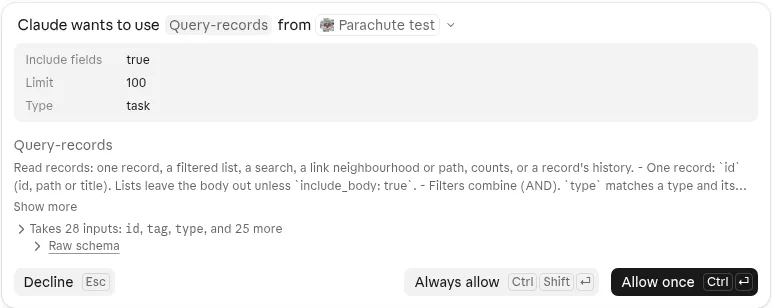 Claude wants to use Query-records from Parachute test
Include fields true
Limit 100
Type task
Query-records
Read records: one record, a filtered list, a search, a link neighbourhood or path, counts, or a record's history. - One record: `id`
(id, path or title). Lists leave the body out unless `include_body: true`. - Filters combine (AND). `type` matches a type and its...
Show more
Takes 28 inputs: id, tag, type, and 25 more
Raw schema
Decline Esc Always allow Ctrl Shift ⏎ Allow once Ctrl ⏎